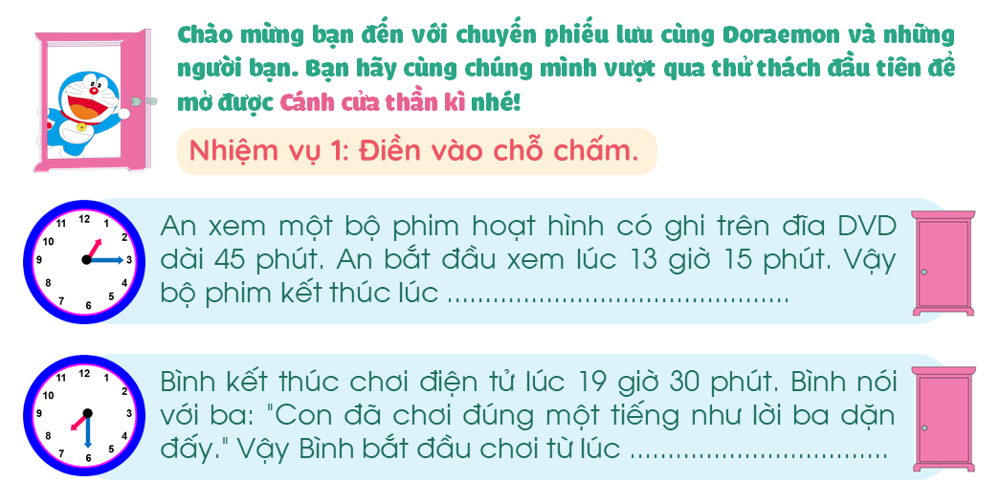 Chào mừng bạn đến với chuyến phiếu lưu cùng Doraemon và những
người bạn. Bạn hãy cùng chúng mình vượt qua thử thách đầu tiên để
mở được Cánh cửa thần kì nhé!
Nhiệm vụ 1: Điền vào chỗ chấm.
12
1
2
3
4
5
6
7
8
9
10
11
An xem một bộ phim hoạt hình có ghi trên đĩa DVD
dài 45 phút. An bắt đầu xem lúc 13 giờ 15 phút. Vậy
bộ phim kết thúc lúc .............................................
12
1
2
3
4
5
6
7
8
9
10
11
Bình kết thúc chơi điện tử lúc 19 giờ 30 phút. Bình nói
với ba: "Con đã chơi đúng một tiếng như lời ba dặn
đấy." Vậy Bình bắt đầu chơi từ lúc ..................................